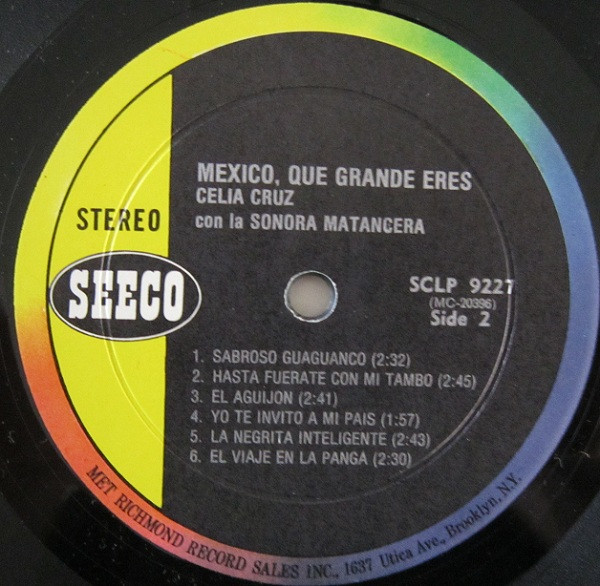 MEXICO, QUE GRANDE ERES
CELIA CRUZ
con la SONORA MATANCERA
STEREO
SEECO
SCLP 9227
(MC-20396)
Side 2
1. SABROSO GUAGUANCO (2:32)
2. HASTA FUERATE CON MI TAMBO (2:45)
3. EL AGUIJON (2:41)
4. YO TE INVITO A MI PAIS (1:57)
5. LA NEGRITA INTELIGENTE (2:43)
6. EL VIAJE EN LA PANGA (2:30)
MET RICHMOND RECORD SALES INC., 1637 Utica Ave., Brooklyn, N.Y.